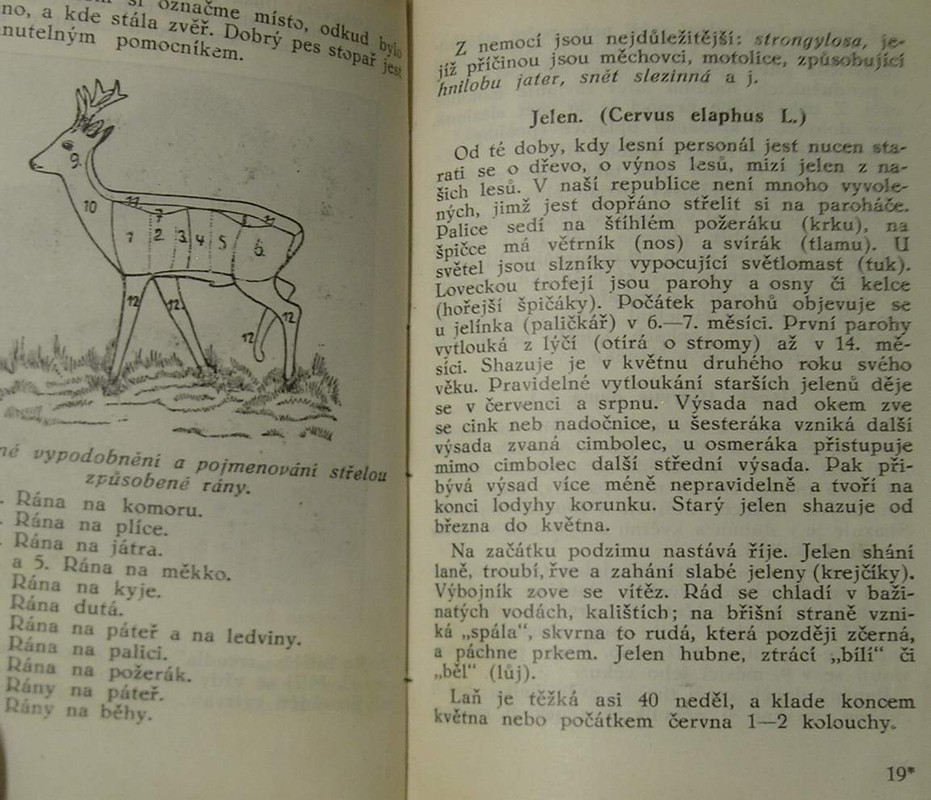 si označme místo, odkud bylo
no, a kde stála zvěř. Dobrý pes stopař jest
nutelným pomocníkem.
9.
10
11
7
8
11
1
2
3
4
5
6.
12
12
12
12
né vypodobnění a pojmenování střelou
způsobené rány.
. Rána na komoru.
. Rána na plíce.
. Rána na játra.
a 5. Rána na měkko.
Rána na kyje.
Rána dutá.
Rána na páteř a na ledviny.
Rána na palici.
Rána na požerák.
Rány na páteř.
Rány na běhy.
Z nemocí jsou nejdůležitější: strongylosa, je-
jíž příčinou jsou měchovci, motolice, způsobující
hnilobu jater, snět slezinná a j.
Jelen. (Cervus elaphus L.)
Od té doby, kdy lesní personál jest nucen sta-
rati se o dřevo, o výnos lesů, mizí jelen z na-
šich lesů. V naší republice není mnoho vyvole-
ných, jimž jest dopřáno střelit si na paroháče.
Palice sedí na štíhlém požeráku (krku), na
špičce má větrník (nos) a svírák (tlamu). U
světel jsou slzníky vypocující světlomast (tuk).
Loveckou trofejí jsou parohy a osny či kelce
(hořejší špičáky). Počátek parohů objevuje se
u jelínka (paličkář) v 6.—7. měsíci. První parohy
vytlouká z lýčí (otírá o stromy) až v 14. mě-
síci. Shazuje je v květnu druhého roku svého
věku. Pravidelné vytloukání starších jelenů děje
se v červenci a srpnu. Výsada nad okem zve
se cink neb nadočnice, u šesteráka vzniká další
výsada zvaná cimbolec, u osmeráka přistupuje
mimo cimbolec další střední výsada. Pak při-
bývá výsad více méně nepravidelně a tvoří na
konci lodyhy korunku. Starý jelen shazuje od
března do května.
Na začátku podzimu nastává říje. Jelen shání
laně, troubí, řve a zahání slabé jeleny (krejčíky).
Výbojník zove se vítěz. Rád se chladí v baži-
natých vodách, kalištích; na břišní straně vzni-
ká „spála“, skvrna to rudá, která později zčerná,
a páchne prkem. Jelen hubne, ztrácí „bílí“ či
„běl“ (lůj).
Laň je těžká asi 40 neděl, a klade koncem
května nebo počátkem června 1—2 kolouchy.
19*